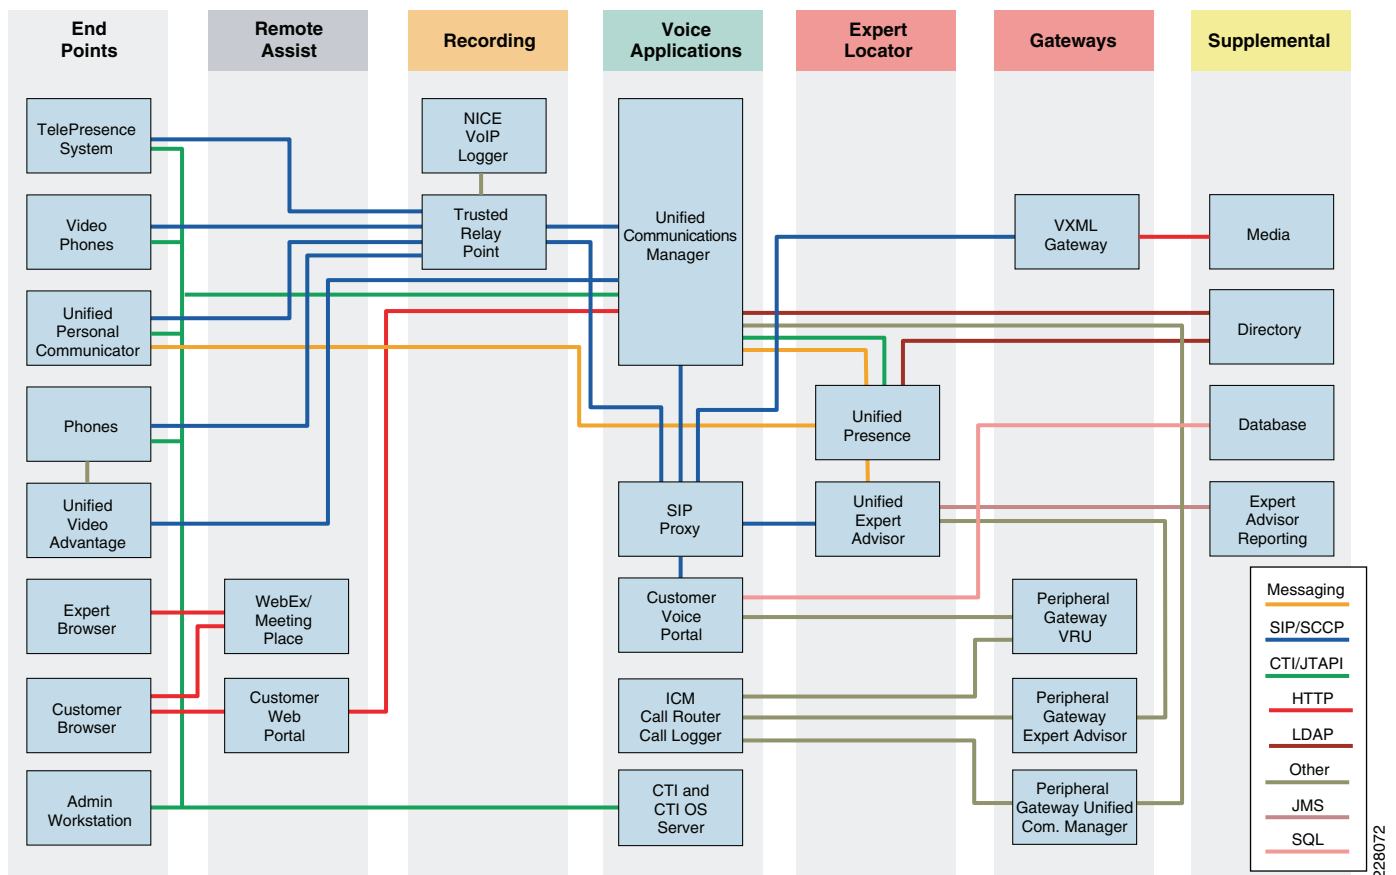 End
Points
Remote
Assist
Recording
Voice
Applications
Expert
Locator
Gateways
Supplemental
TelePresence
System
Video
Phones
Unified
Personal
Communicator
Phones
Unified
Video
Advantage
Expert
Browser
Customer
Browser
Admin
Workstation
WebEx/
Meeting
Place
Customer
Web
Portal
NICE
VoIP
Logger
Trusted
Relay
Point
Unified
Communications
Manager
SIP
Proxy
Customer
Voice
Portal
ICM
Call Router
Call Logger
CTI and
CTI OS
Server
Unified
Presence
Unified
Expert
Advisor
VXML
Gateway
Peripheral
Gateway
VRU
Peripheral
Gateway
Expert Advisor
Peripheral
Gateway Unified
Com. Manager
Media
Directory
Database
Expert
Advisor
Reporting
Messaging
SIP/SCCP
CTI/JTAPI
HTTP
LDAP
Other
JMS
SQL
228072